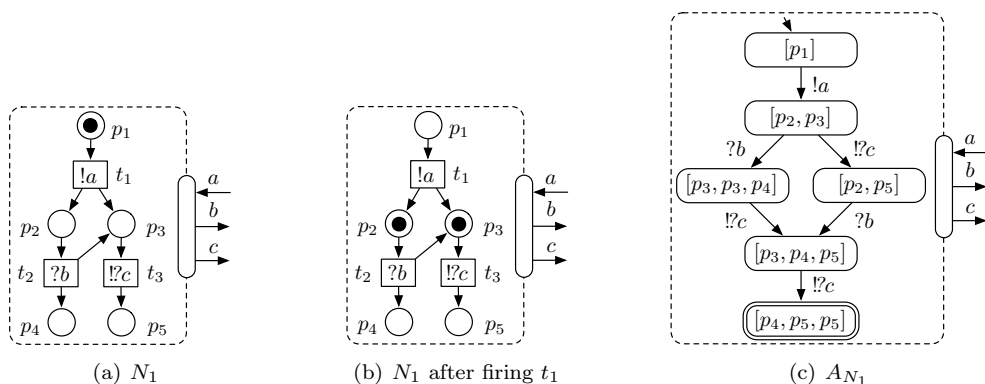 p1
!a
t1
p2
p3
t2
?b
!?c
t3
p4
p5
a
b
c
(a) N1
p1
!a
t1
p2
p3
t2
?b
!?c
t3
p4
p5
a
b
c
(b) N1 after firing t1
[p1]
!a
[p2, p3]
?b
!?c
[p3, p3, p4]
[p2, p5]
!?c
?b
[p3, p4, p5]
!?c
[p4, p5, p5]
a
b
c
(c) AN1